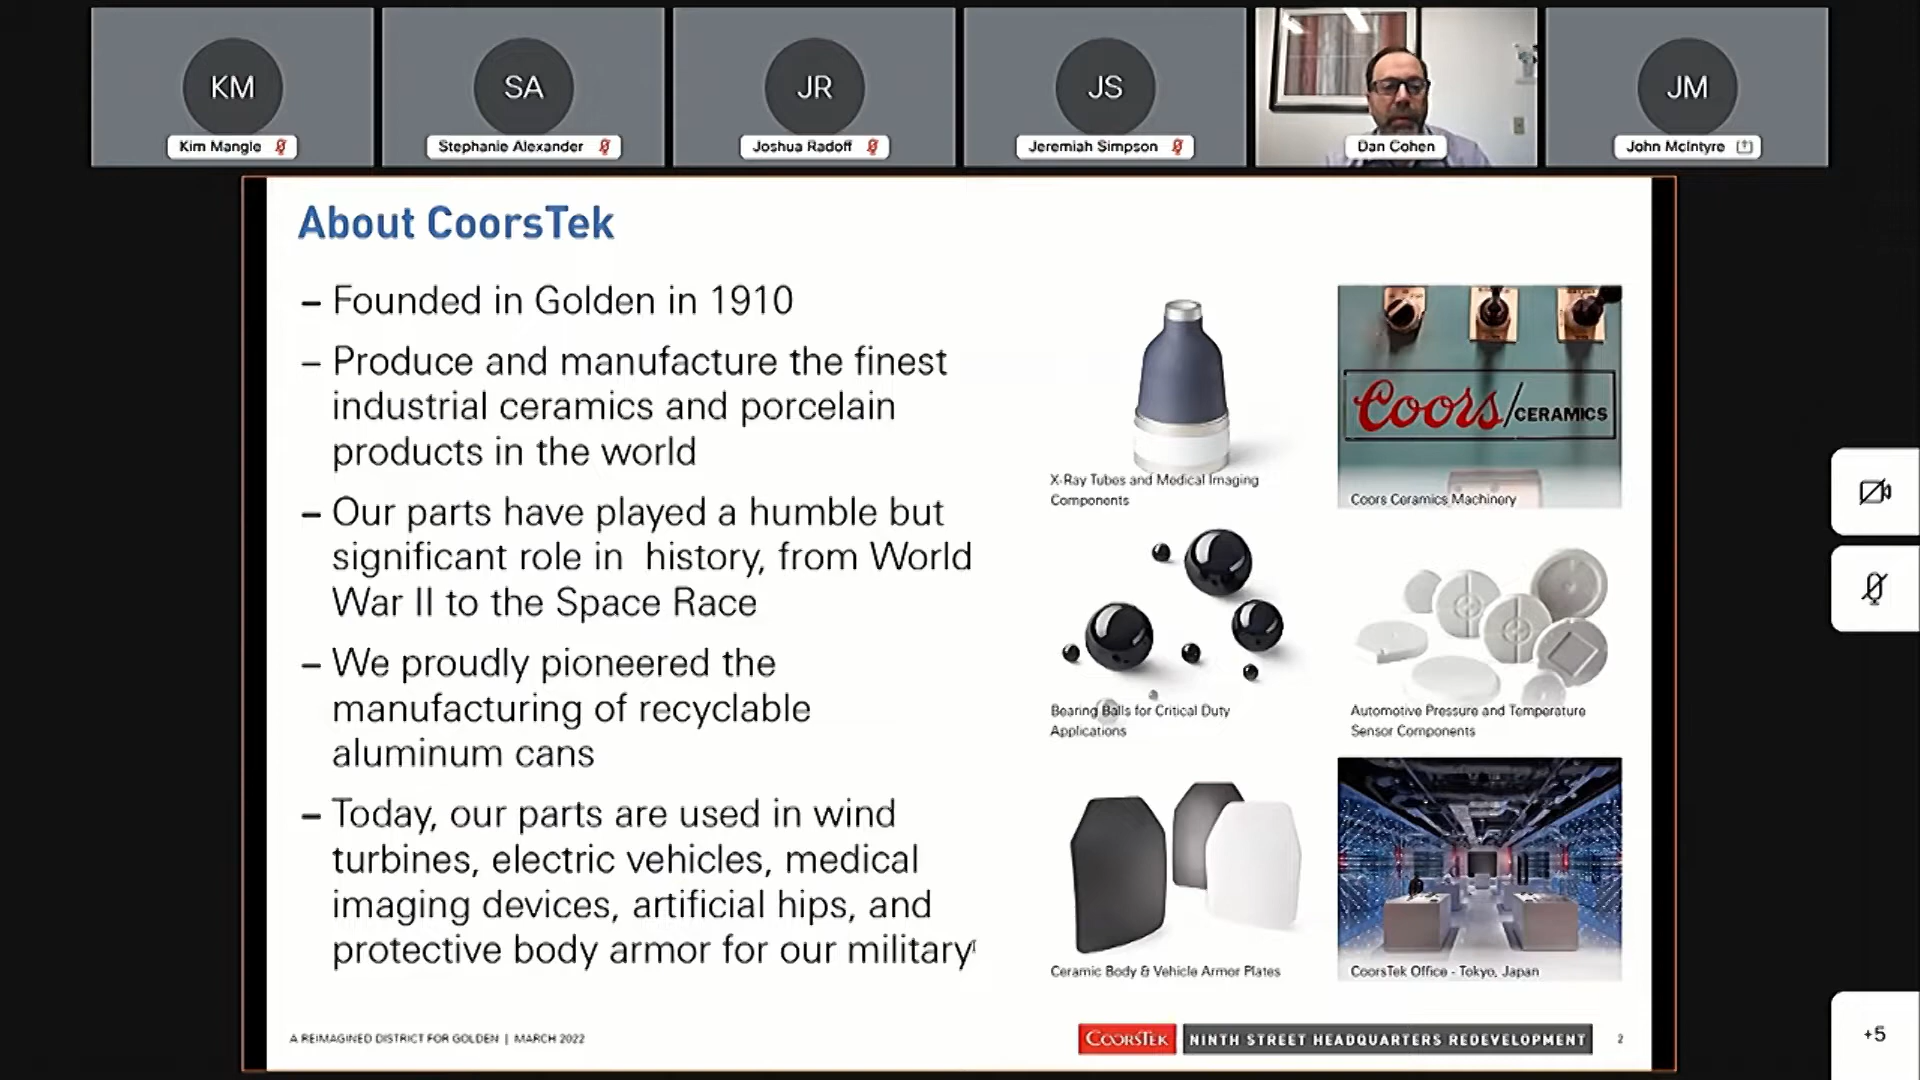 KM
SA
JR
JS
JM
Kim Mangle
Stephanie Alexander
Joshua Radoff
Jeremiah Simpson
Dan Cohen
John McIntyre
About CoorsTek
– Founded in Golden in 1910
– Produce and manufacture the finest
industrial ceramics and porcelain
products in the world
– Our parts have played a humble but
significant role in  history, from World
War II to the Space Race
– We proudly pioneered the
manufacturing of recyclable
aluminum cans
– Today, our parts are used in wind
turbines, electric vehicles, medical
imaging devices, artificial hips, and
protective body armor for our military
X-Ray Tubes and Medical Imaging
Components
Coors/CERAMICS
Coors Ceramics Machinery
Bearing Balls for Critical Duty
Applications
Automotive Pressure and Temperature
Sensor Components
Ceramic Body & Vehicle Armor Plates
CoorsTek Office - Tokyo, Japan
A REIMAGINED DISTRICT FOR GOLDEN | MARCH 2022
COORSTEK NINTH STREET HEADQUARTERS REDEVELOPMENT 2
+5